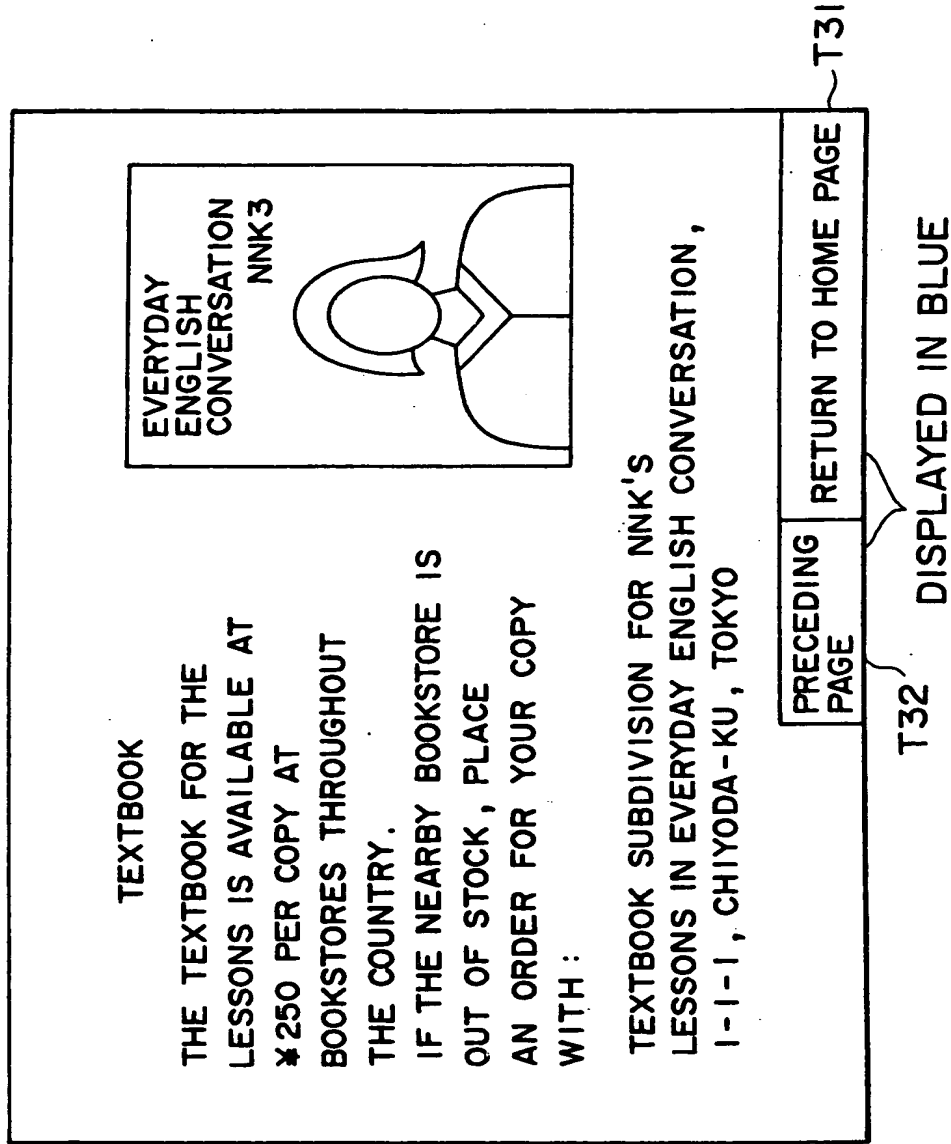 TEXTBOOK
THE TEXTBOOK FOR THE
LESSONS IS AVAILABLE AT
¥250 PER COPY AT
BOOKSTORES THROUGHOUT
THE COUNTRY.
IF THE NEARBY BOOKSTORE IS
OUT OF STOCK, PLACE
AN ORDER FOR YOUR COPY
WITH:
EVERYDAY
ENGLISH
CONVERSATION
NNK3
TEXTBOOK SUBDIVISION FOR NNK'S
LESSONS IN EVERYDAY ENGLISH CONVERSATION,
1-1-1, CHIYODA-KU, TOKYO
PRECEDING
PAGE
RETURN TO HOME PAGE
T31
T32
DISPLAYED IN BLUE